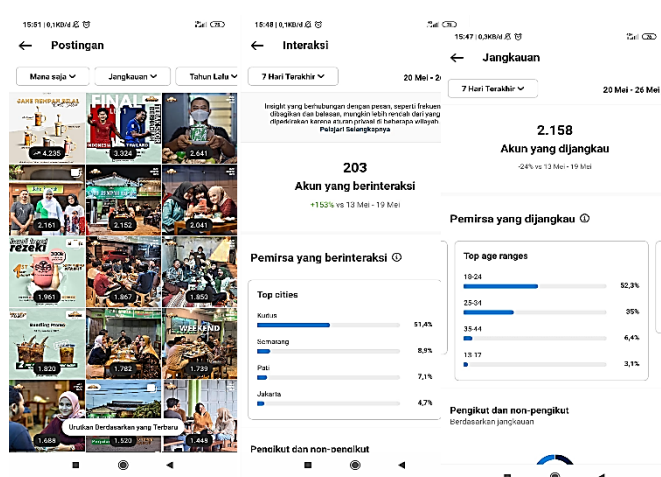 15:51 | 0,1KB/d
Postingan
Mana saja
Jangkauan
Tahun Lalu
FINAL
INDONESIA
THAILAND
4.235
3.324
2.641
2.161
2.152
2.041
rezeki
1.961
1.867
1.850
WEEKEND
1.820
1.782
1.739
1.688
1.520
1.448
Urutkan Berdasarkan yang Terbaru
15:48 | 0,1KB/d
Interaksi
7 Hari Terakhir
20 Mei - 2
Insight yang berhubungan dengan pesan, seperti frekuen
dibagikan dan balasan, mungkin lebih rendah dari yang
diperkirakan karena aturan privasi di beberapa wilayah.
Pelajari Selengkapnya
203
Akun yang berinteraksi
+153% vs 13 Mei - 19 Mei
Pemirsa yang berinteraksi
Top cities
Kudus
51,4%
Semarang
8,9%
Pati
7,1%
Jakarta
4,7%
Pengikut dan non-pengikut
15:47 | 0,3KB/d
Jangkauan
7 Hari Terakhir
20 Mei - 26 Mei
2.158
Akun yang dijangkau
-24% vs 13 Mei - 19 Mei
Pemirsa yang dijangkau
Top age ranges
18-24
52,3%
25-34
35%
35-44
6,4%
13-17
3,1%
Pengikut dan non-pengikut
Berdasarkan jangkauan